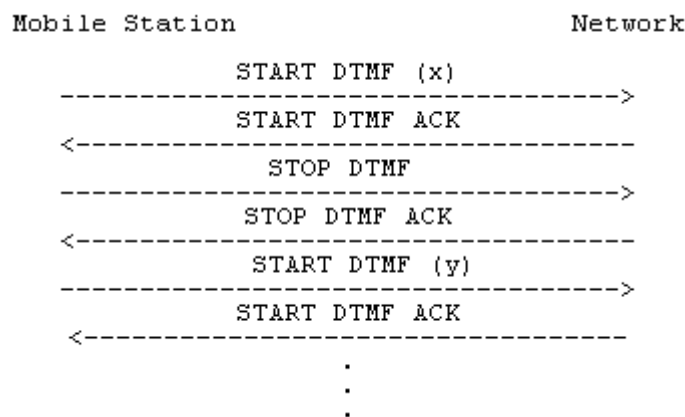 Mobile Station Network
START DTMF (x)
----------------------------------->
START DTMF ACK
<-----------------------------------
STOP DTMF
----------------------------------->
STOP DTMF ACK
<-----------------------------------
START DTMF (y)
----------------------------------->
START DTMF ACK
<----------------------------------
.
.
.